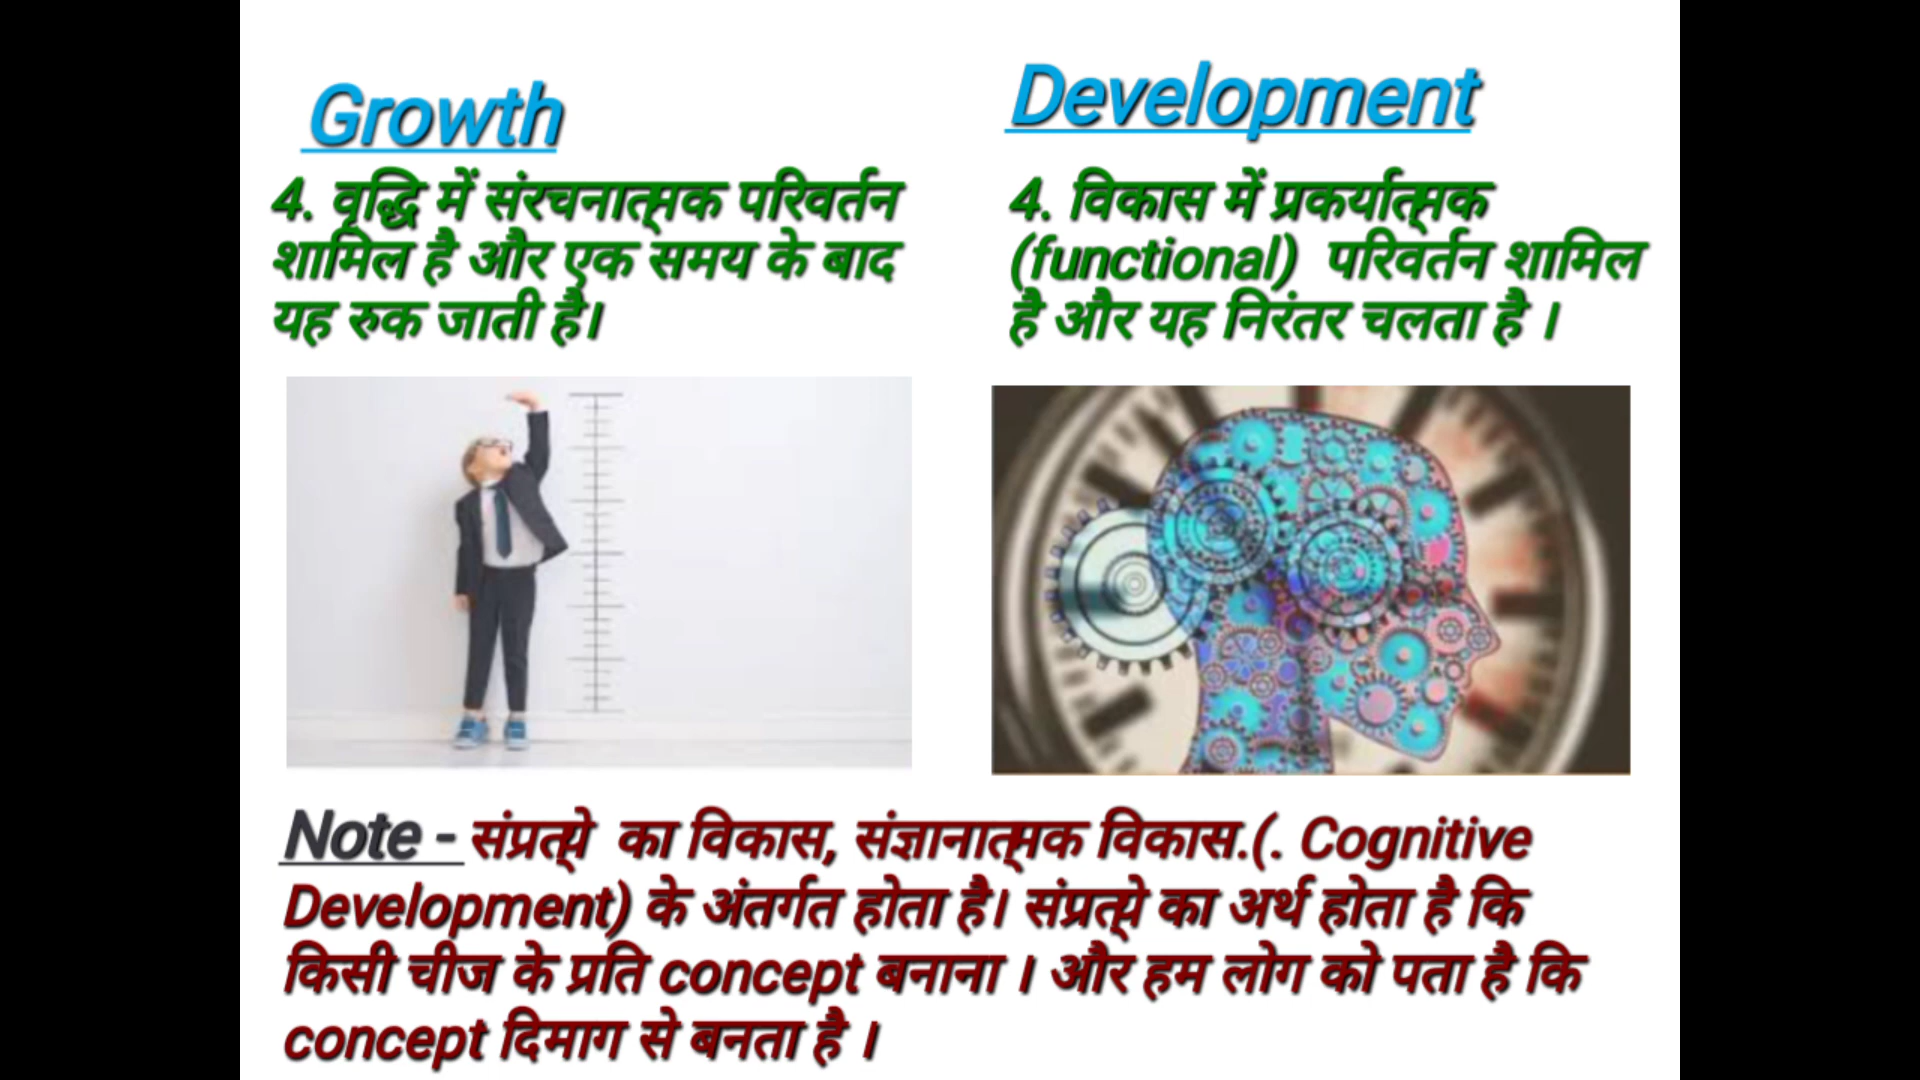 Growth
4. वृद्धि में संरचनात्मक परिवर्तन
शामिल है और एक समय के बाद
यह रुक जाती है।
Development
4. विकास में प्रकर्यात्मक
(functional) परिवर्तन शामिल
है और यह निरंतर चलता है ।
Note - संप्रत्ये का विकास, संज्ञानात्मक विकास.(. Cognitive
Development) के अंतर्गत होता है। संप्रत्ये का अर्थ होता है कि
किसी चीज के प्रति concept बनाना । और हम लोग को पता है कि
concept दिमाग से बनता है ।